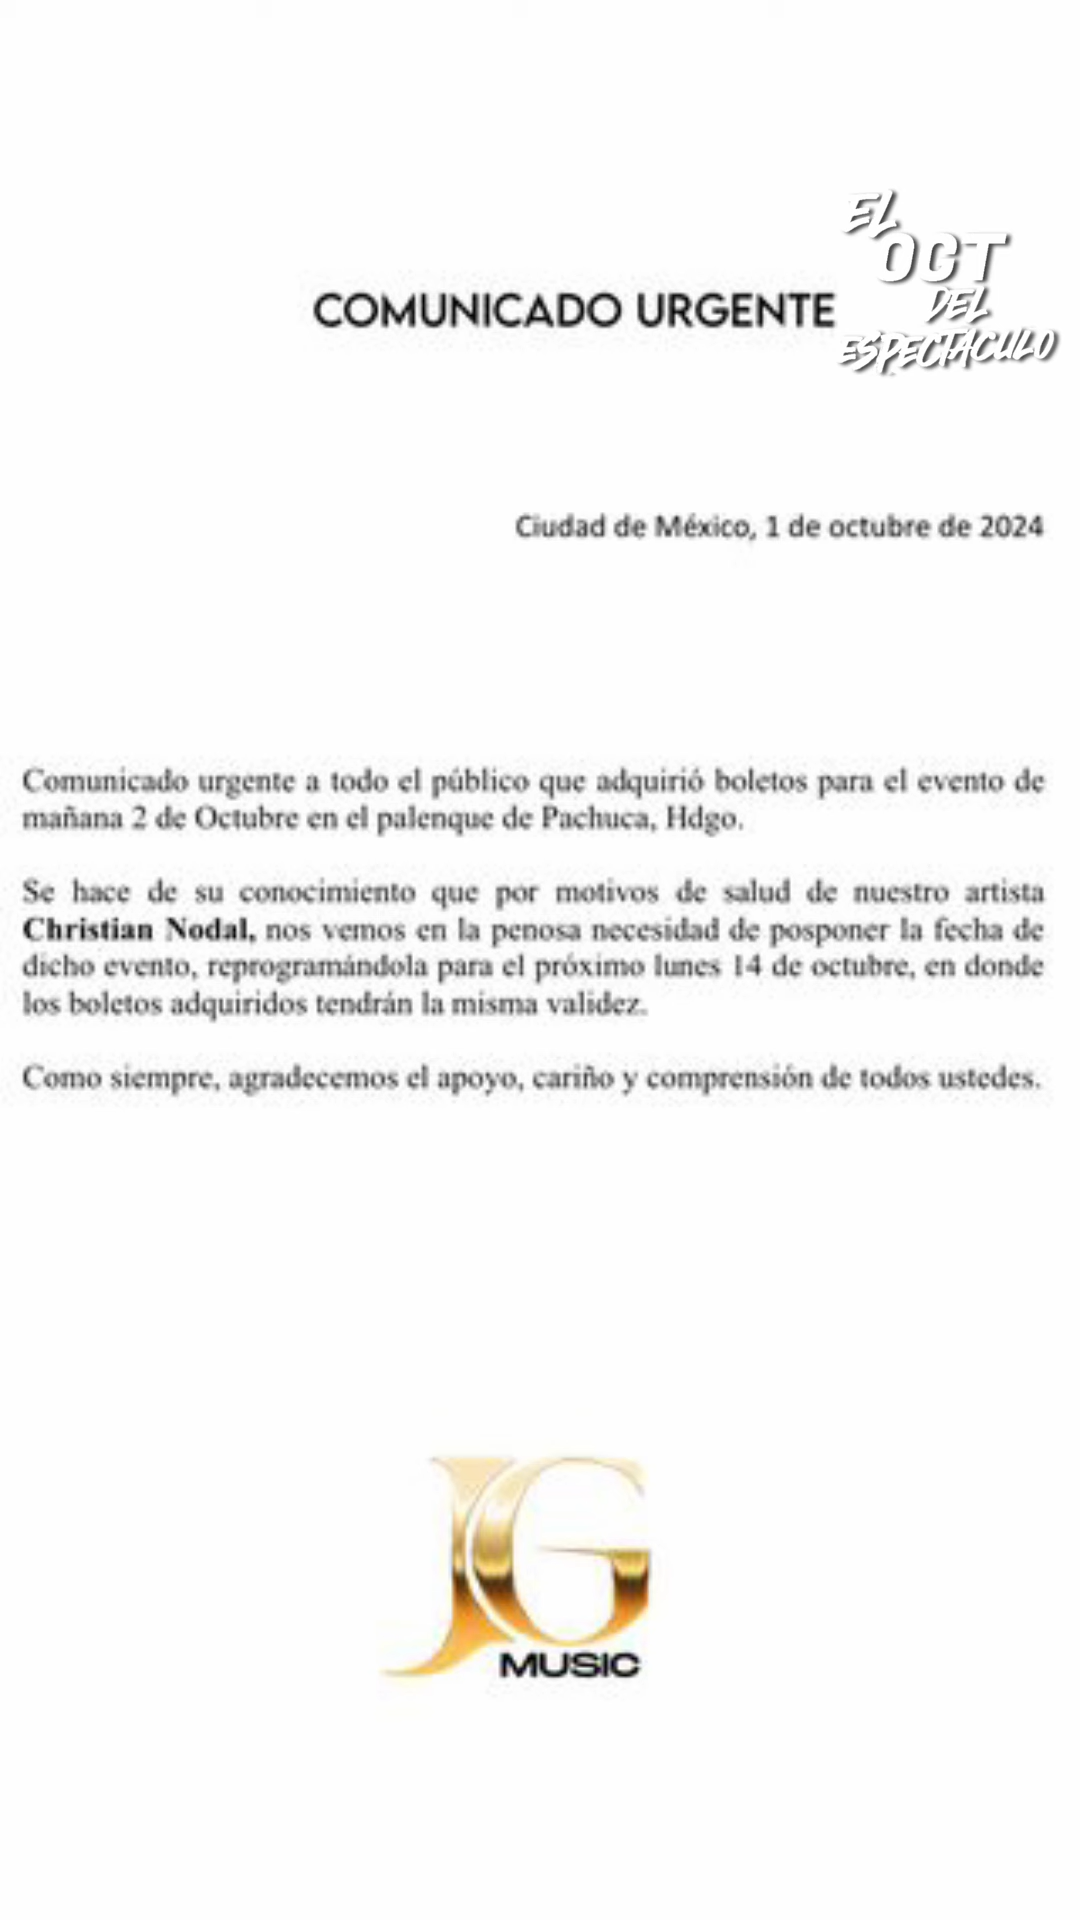 EL
OGT
DEL
ESPECTÁCULO
COMUNICADO URGENTE
Ciudad de México, 1 de octubre de 2024
Comunicado urgente a todo el público que adquirió boletos para el evento de
mañana 2 de Octubre en el palenque de Pachuca, Hdgo.
Se hace de su conocimiento que por motivos de salud de nuestro artista
Christian Nodal, nos vemos en la penosa necesidad de posponer la fecha de
dicho evento, reprogramándola para el próximo lunes 14 de octubre, en donde
los boletos adquiridos tendrán la misma validez.
Como siempre, agradecemos el apoyo, cariño y comprensión de todos ustedes.
JG
MUSIC